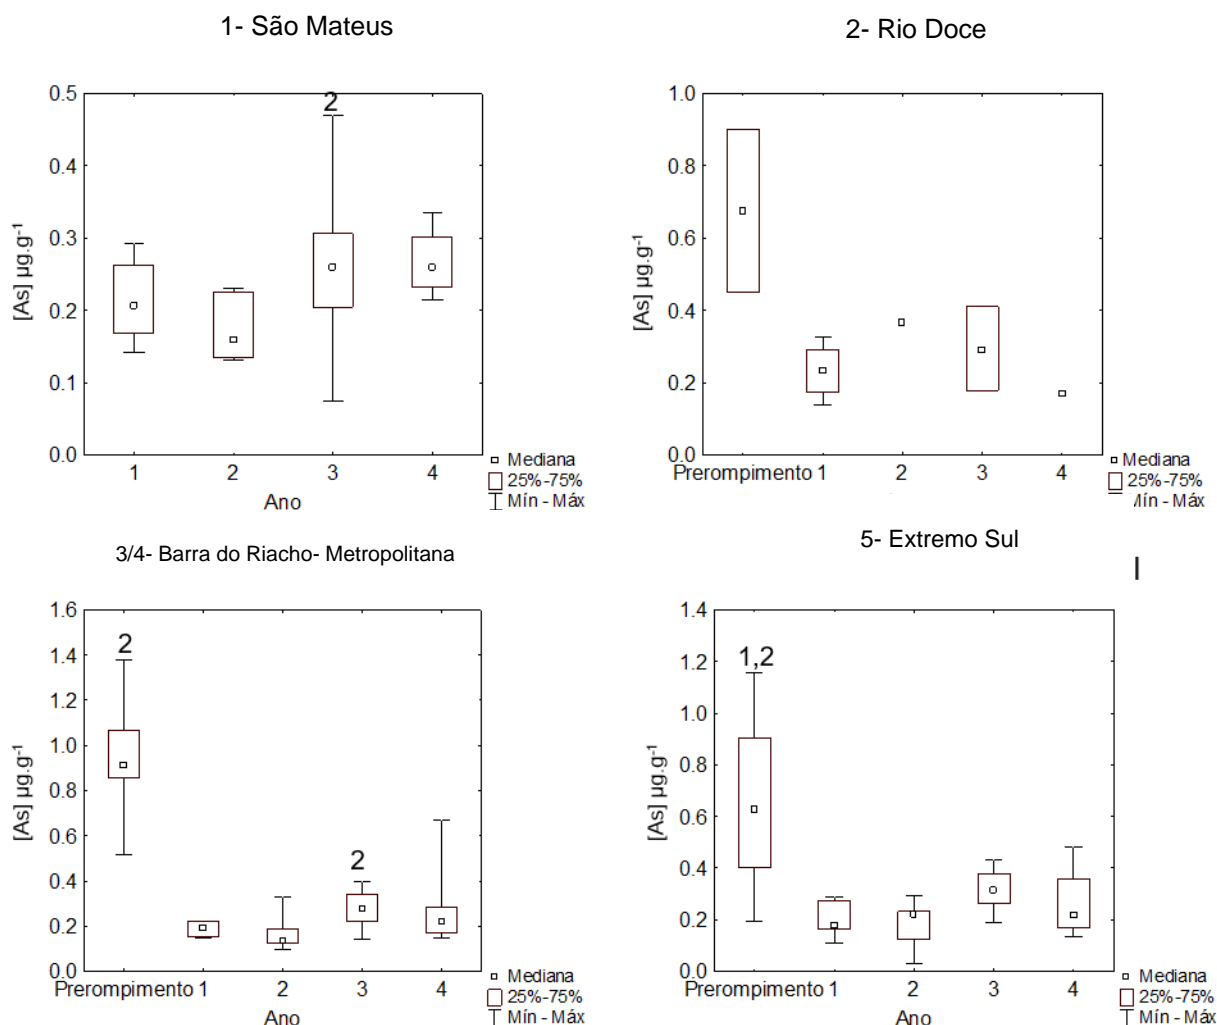 1- São Mateus
2
0.5
0.4
0.3
0.2
0.1
0.0
[As] µg.g⁻¹
1 2 3 4
Ano
Mediana
25%-75%
Mín - Máx
2- Rio Doce
1.0
0.8
0.6
0.4
0.2
0.0
[As] µg.g⁻¹
Prerompimento 1 2 3 4
Mediana
25%-75%
Mín - Máx
3/4- Barra do Riacho- Metropolitana
2
2
1.6
1.4
1.2
1.0
0.8
0.6
0.4
0.2
0.0
[As] µg.g⁻¹
Prerompimento 1 2 3 4
Ano
Mediana
25%-75%
Mín - Máx
5- Extremo Sul
1,2
1.4
1.2
1.0
0.8
0.6
0.4
0.2
0.0
[As] µg.g⁻¹
Prerompimento 1 2 3 4
Ano
Mediana
25%-75%
Mín - Máx